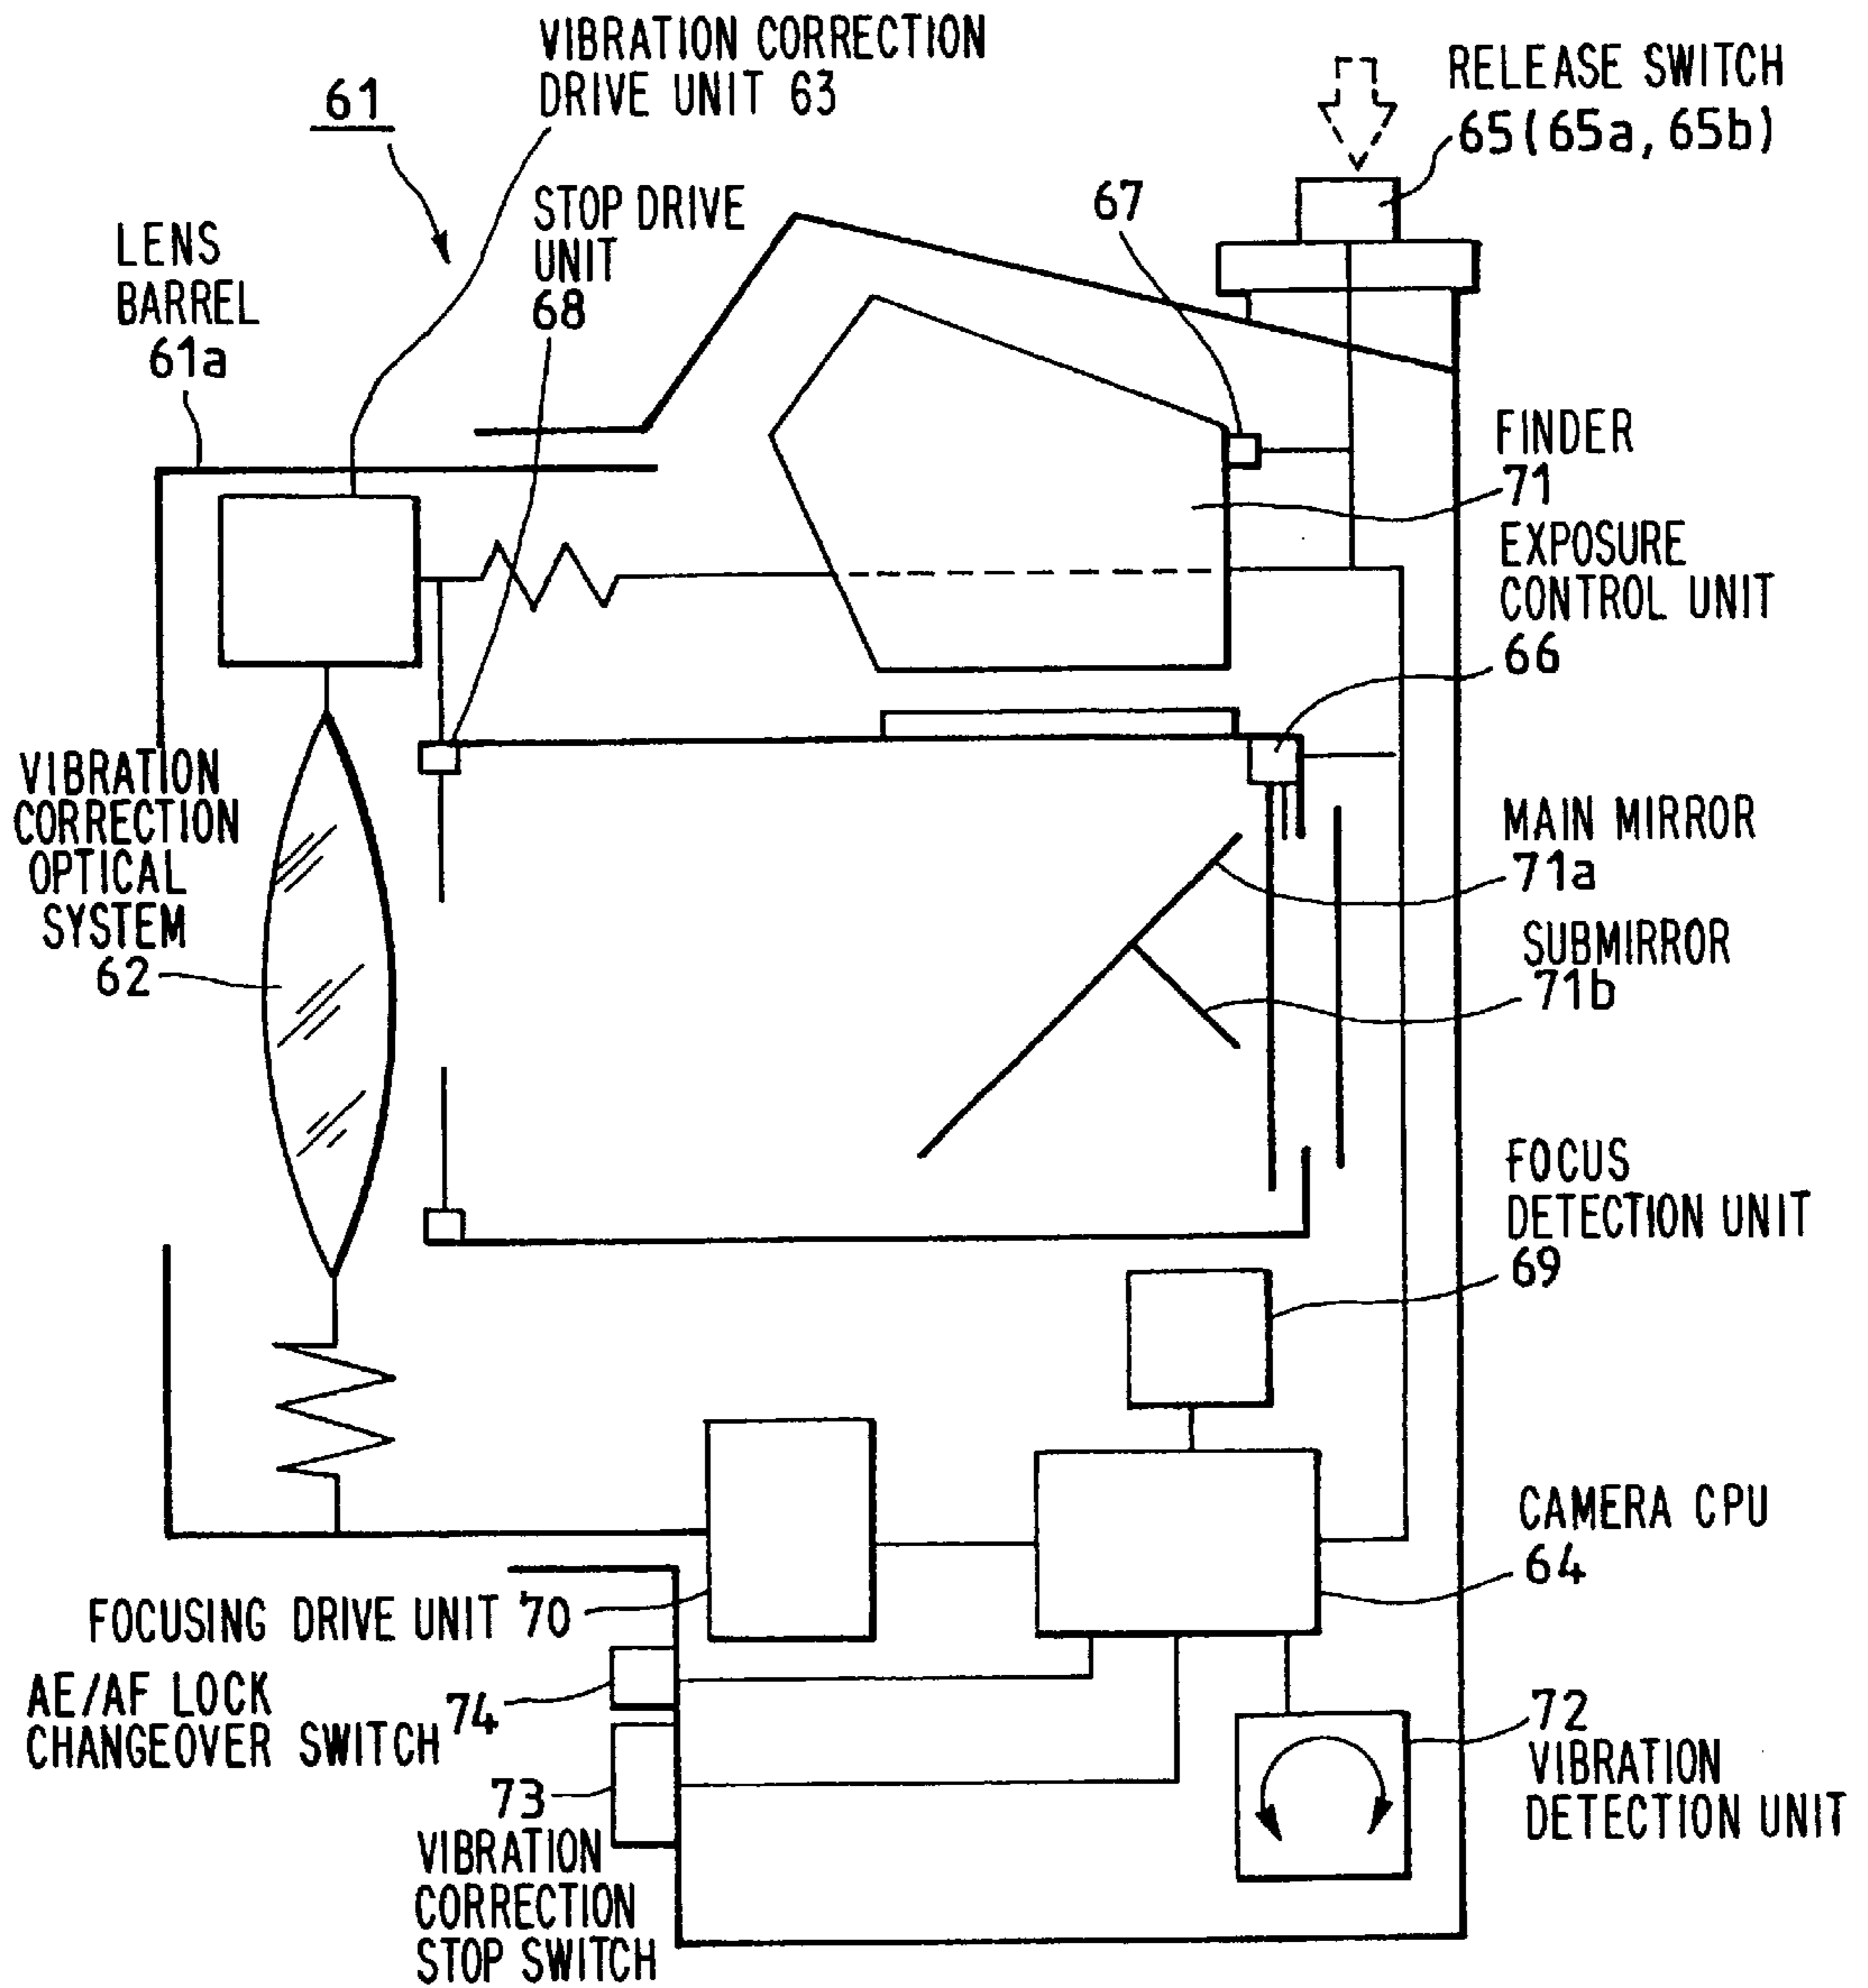 VIBRATION CORRECTION
DRIVE UNIT 63
61
RELEASE SWITCH
65(65a, 65b)
STOP DRIVE
UNIT
68
67
LENS
BARREL
61a
FINDER
71
EXPOSURE
CONTROL UNIT
66
VIBRATION
CORRECTION
OPTICAL
SYSTEM
62
MAIN MIRROR
71a
SUBMIRROR
71b
FOCUS
DETECTION UNIT
69
CAMERA CPU
64
FOCUSING DRIVE UNIT 70
AE/AF LOCK
CHANGEOVER SWITCH 74
73
VIBRATION
CORRECTION
STOP SWITCH
72
VIBRATION
DETECTION UNIT